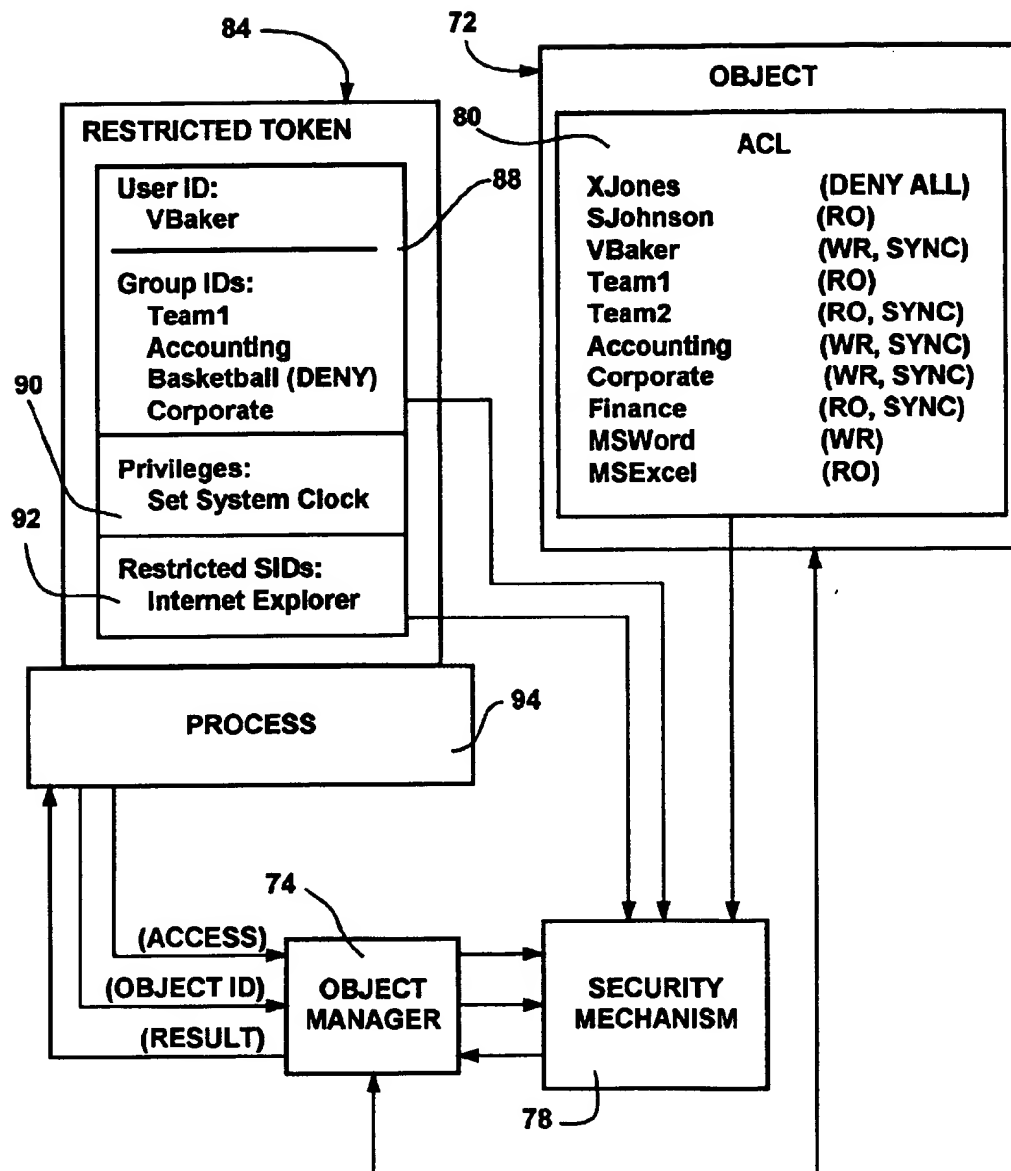 84
RESTRICTED TOKEN
User ID:
VBaker
88
Group IDs:
Team1
Accounting
Basketball (DENY)
Corporate
90
Privileges:
Set System Clock
92
Restricted SIDs:
Internet Explorer
PROCESS
94
72
OBJECT
80
ACL
XJones (DENY ALL)
SJohnson (RO)
VBaker (WR, SYNC)
Team1 (RO)
Team2 (RO, SYNC)
Accounting (WR, SYNC)
Corporate (WR, SYNC)
Finance (RO, SYNC)
MSWord (WR)
MSExcel (RO)
(ACCESS)
(OBJECT ID)
(RESULT)
74
OBJECT
MANAGER
SECURITY
MECHANISM
78